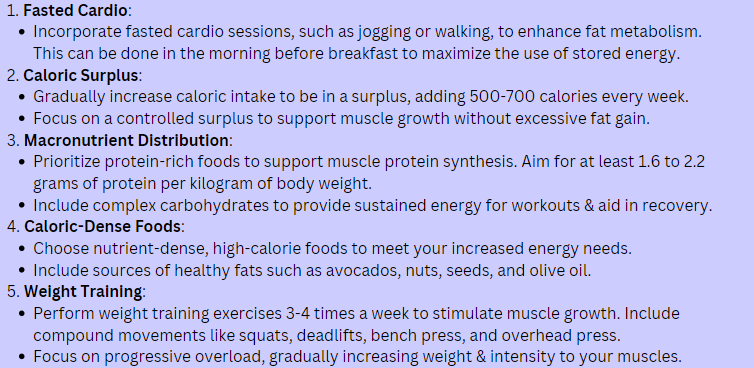 1. Fasted Cardio:
• Incorporate fasted cardio sessions, such as jogging or walking, to enhance fat metabolism.
This can be done in the morning before breakfast to maximize the use of stored energy.
2. Caloric Surplus:
• Gradually increase caloric intake to be in a surplus, adding 500-700 calories every week.
• Focus on a controlled surplus to support muscle growth without excessive fat gain.
3. Macronutrient Distribution:
• Prioritize protein-rich foods to support muscle protein synthesis. Aim for at least 1.6 to 2.2
grams of protein per kilogram of body weight.
• Include complex carbohydrates to provide sustained energy for workouts & aid in recovery.
4. Caloric-Dense Foods:
• Choose nutrient-dense, high-calorie foods to meet your increased energy needs.
• Include sources of healthy fats such as avocados, nuts, seeds, and olive oil.
5. Weight Training:
• Perform weight training exercises 3-4 times a week to stimulate muscle growth. Include
compound movements like squats, deadlifts, bench press, and overhead press.
• Focus on progressive overload, gradually increasing weight & intensity to your muscles.